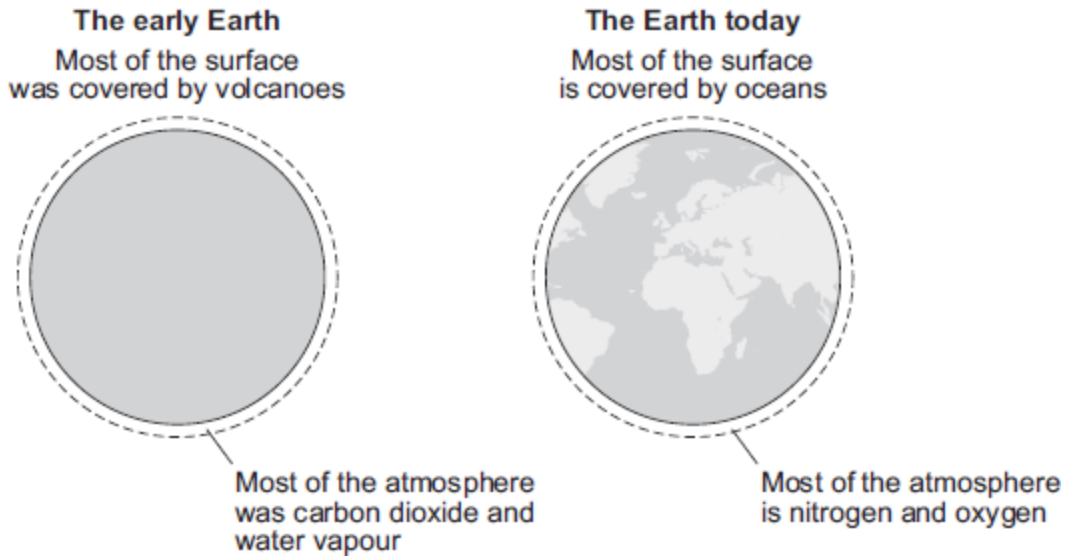 The early Earth
Most of the surface
was covered by volcanoes
Most of the atmosphere
was carbon dioxide and
water vapour
The Earth today
Most of the surface
is covered by oceans
Most of the atmosphere
is nitrogen and oxygen